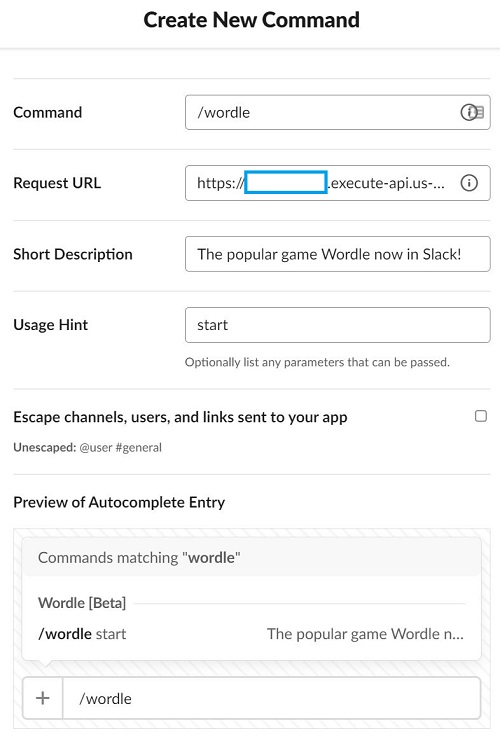 Create New Command
Command
/wordle
Request URL
https://
.execute-api.us-...
Short Description
The popular game Wordle now in Slack!
Usage Hint
start
Optionally list any parameters that can be passed.
Escape channels, users, and links sent to your app
Unescaped: @user #general
Preview of Autocomplete Entry
Commands matching "wordle"
Wordle [Beta]
/wordle start
The popular game Wordle n...
/wordle